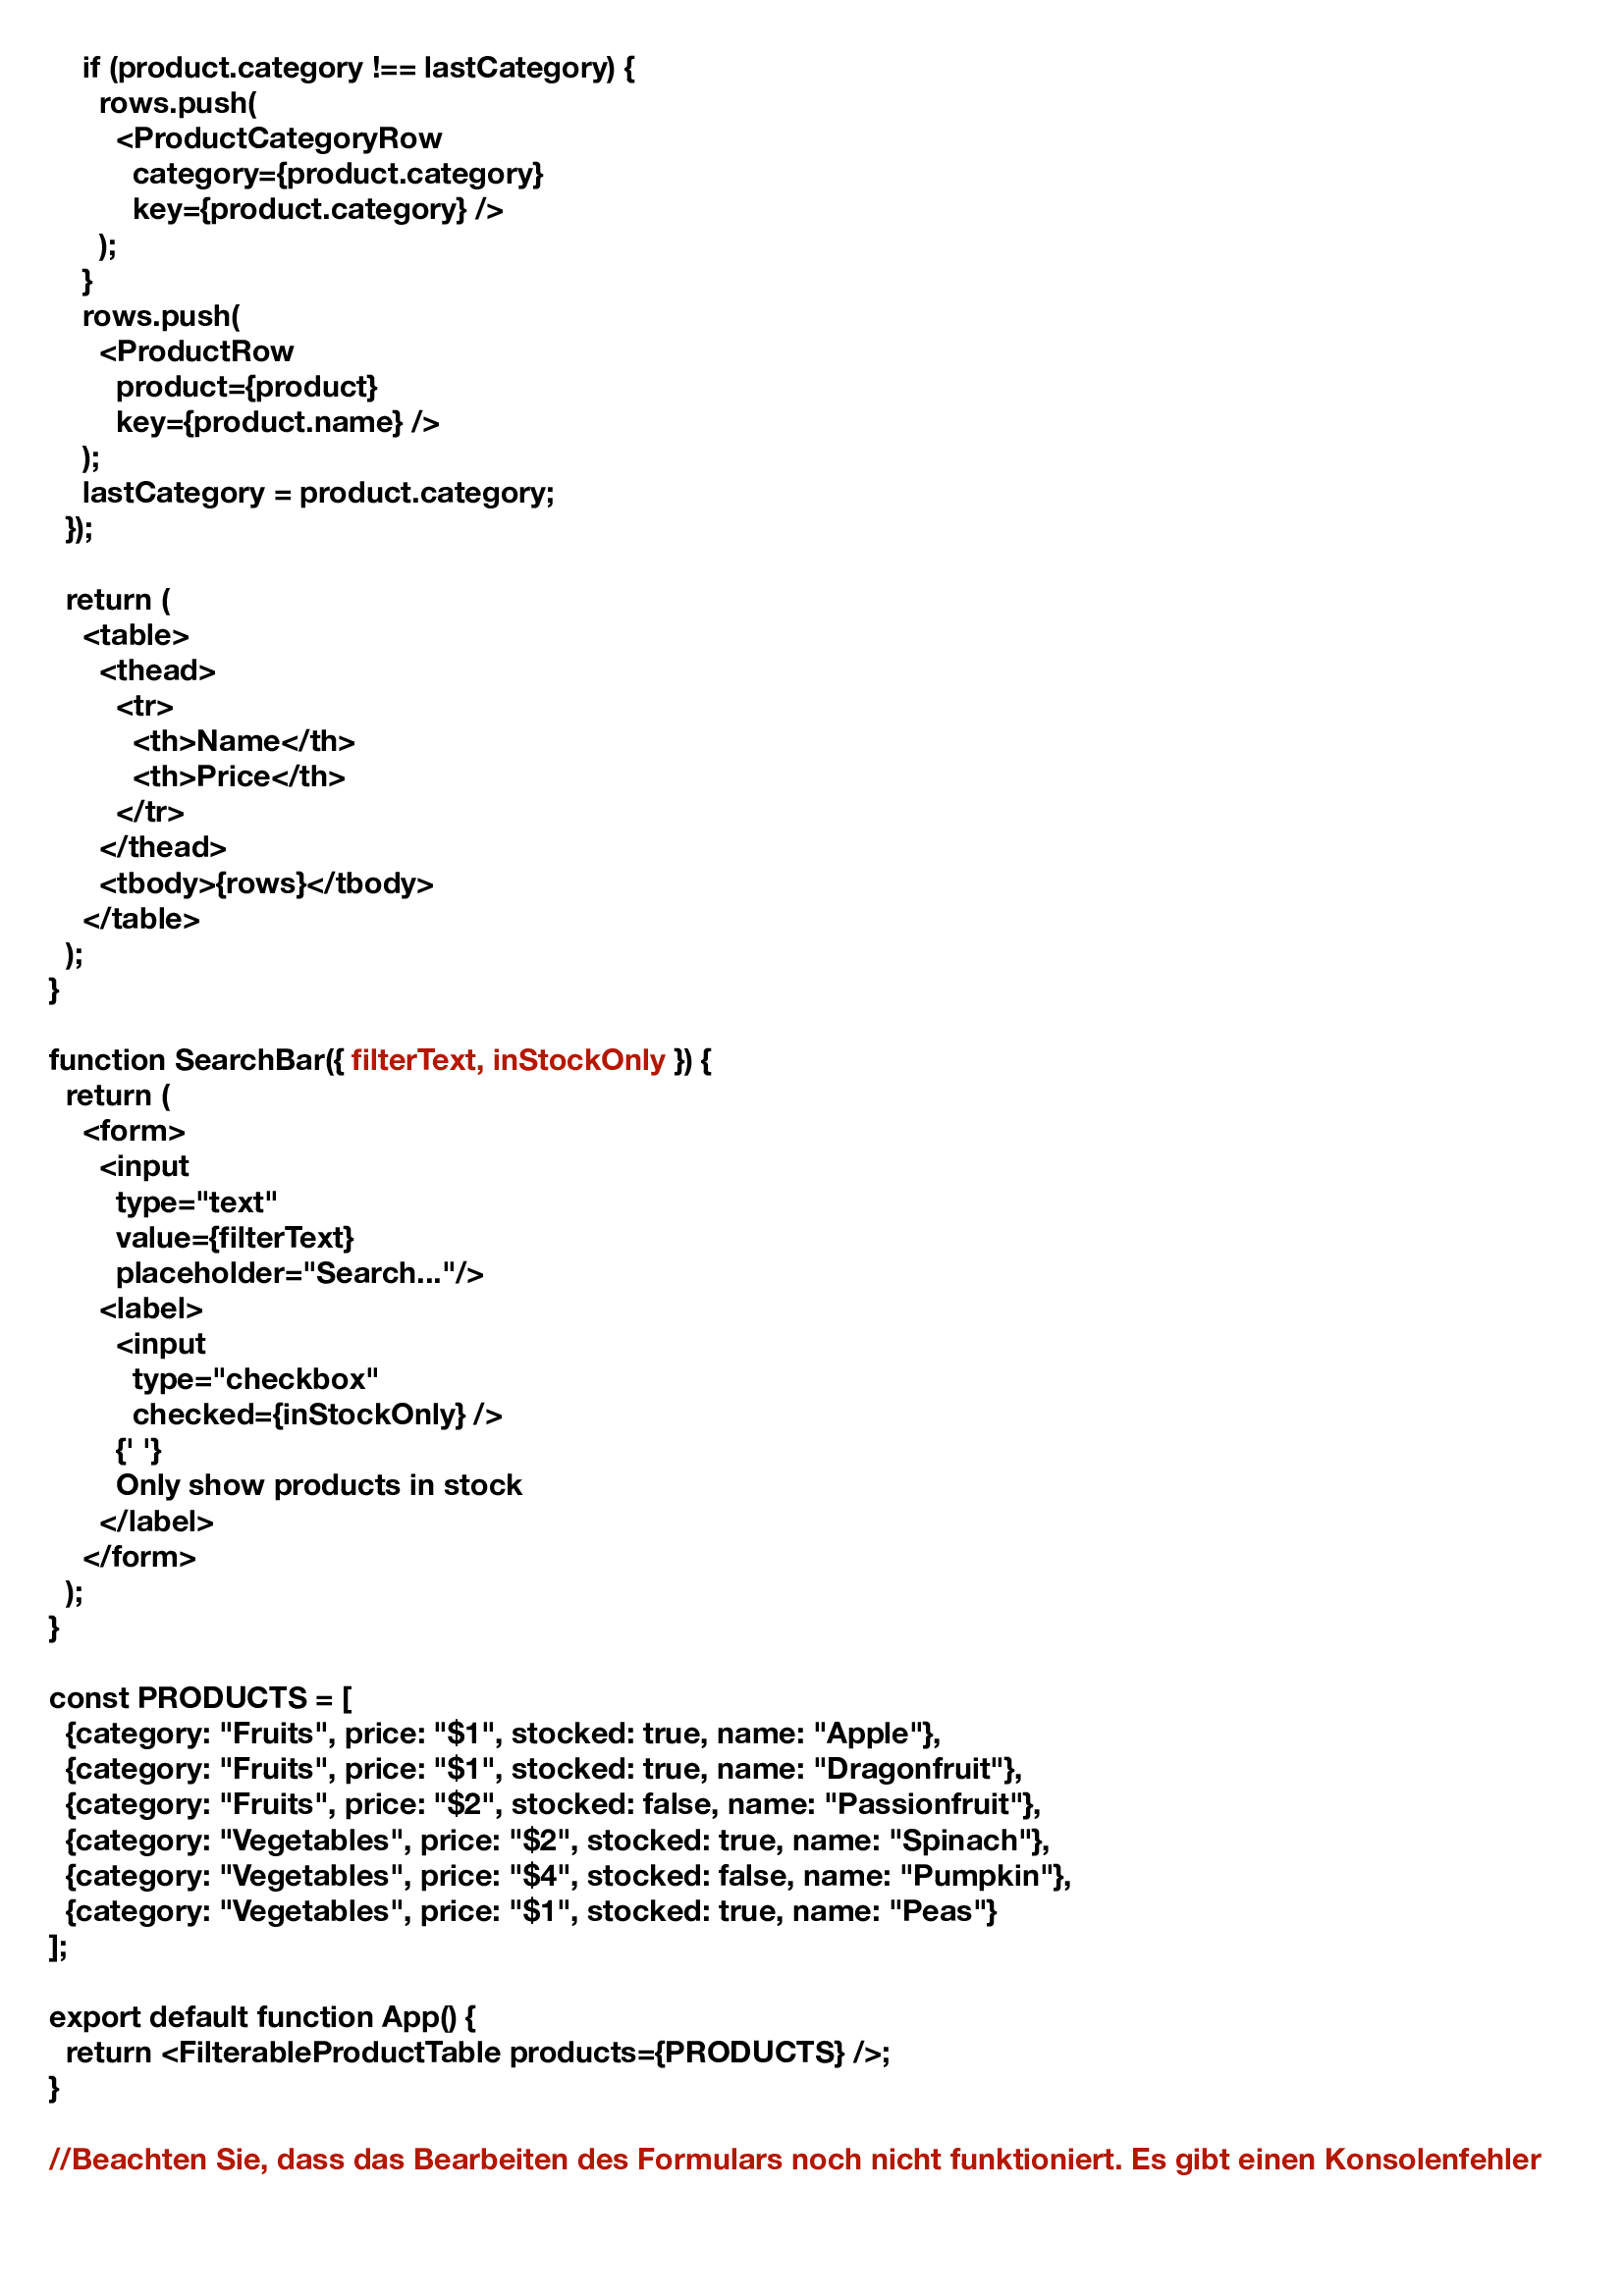 if (product.category !== lastCategory) {
rows.push(
<ProductCategoryRow
category={product.category}
key={product.category} />
);
}
rows.push(
<ProductRow
product={product}
key={product.name} />
);
lastCategory = product.category;
});
return (
<table>
<thead>
<tr>
<th>Name</th>
<th>Price</th>
</tr>
</thead>
<tbody>{rows}</tbody>
</table>
);
}
function SearchBar({ filterText, inStockOnly }) {
return (
<form>
<input
type="text"
value={filterText}
placeholder="Search..."/>
<label>
<input
type="checkbox"
checked={inStockOnly} />
{' '}
Only show products in stock
</label>
</form>
);
}
const PRODUCTS = [
{category: "Fruits", price: "$1", stocked: true, name: "Apple"},
{category: "Fruits", price: "$1", stocked: true, name: "Dragonfruit"},
{category: "Fruits", price: "$2", stocked: false, name: "Passionfruit"},
{category: "Vegetables", price: "$2", stocked: true, name: "Spinach"},
{category: "Vegetables", price: "$4", stocked: false, name: "Pumpkin"},
{category: "Vegetables", price: "$1", stocked: true, name: "Peas"}
];
export default function App() {
return <FilterableProductTable products={PRODUCTS} />;
}
//Beachten Sie, dass das Bearbeiten des Formulars noch nicht funktioniert. Es gibt einen Konsolenfehler